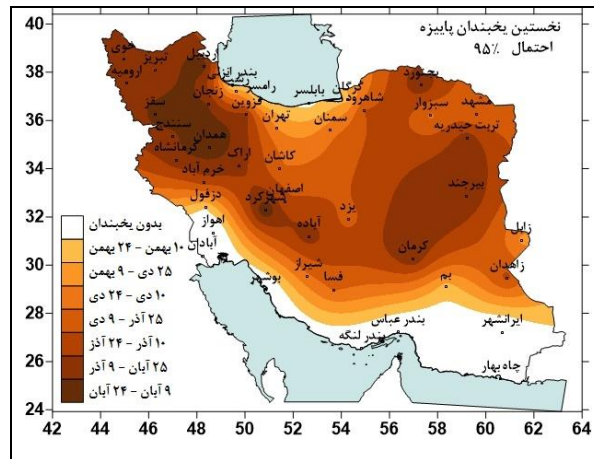 نخستین یخبندان پاییزه
احتمال ۹۵٪
40
38
36
34
32
30
28
26
24
42 44 46 48 50 52 54 56 58 60 62 64
خوی
تبریز
اردبیل
ارومیه
بندر انزلی
رشت
رامسر
بابلسر
گرگان
بجنورد
زنجان
قزوین
شاهرود
مشهد
سبزوار
سقز
تهران
سمنان
تربت حیدریه
سنندج
همدان
کرمانشاه
اراک
کاشان
خرم آباد
اصفهان
بیرجند
دزفول
شهرکرد
یزد
اهواز
آباده
زابل
آبادان
کرمان
شیراز
زاهدان
بوشهر
فسا
بم
بندر عباس
ایرانشهر
بندر لنگه
چاه بهار
بدون یخبندان
۱۰ بهمن - ۲۴ بهمن
۲۵ دی - ۹ بهمن
۱۰ دی - ۲۴ دی
۲۵ آذر - ۹ دی
۱۰ آذر - ۲۴ آذر
۲۵ آبان - ۹ آذر
۹ آبان - ۲۴ آبان